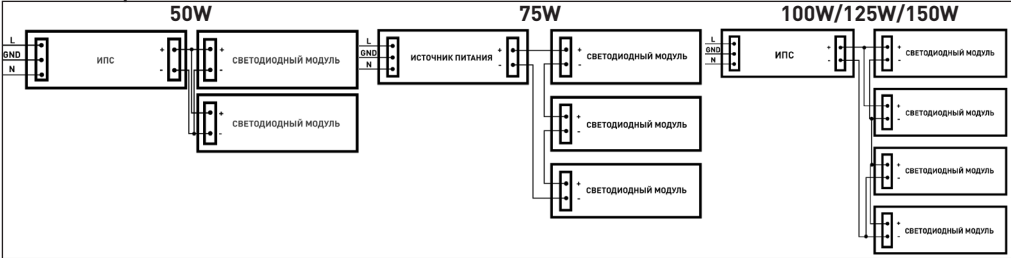 50W
L
GND
N
ИПС
+
-
+
-
СВЕТОДИОДНЫЙ МОДУЛЬ
+
-
СВЕТОДИОДНЫЙ МОДУЛЬ
75W
L
GND
N
ИСТОЧНИК ПИТАНИЯ
+
-
+
-
СВЕТОДИОДНЫЙ МОДУЛЬ
+
-
СВЕТОДИОДНЫЙ МОДУЛЬ
+
-
СВЕТОДИОДНЫЙ МОДУЛЬ
100W/125W/150W
L
GND
N
ИПС
+
-
+
-
СВЕТОДИОДНЫЙ МОДУЛЬ
+
-
СВЕТОДИОДНЫЙ МОДУЛЬ
+
-
СВЕТОДИОДНЫЙ МОДУЛЬ
+
-
СВЕТОДИОДНЫЙ МОДУЛЬ